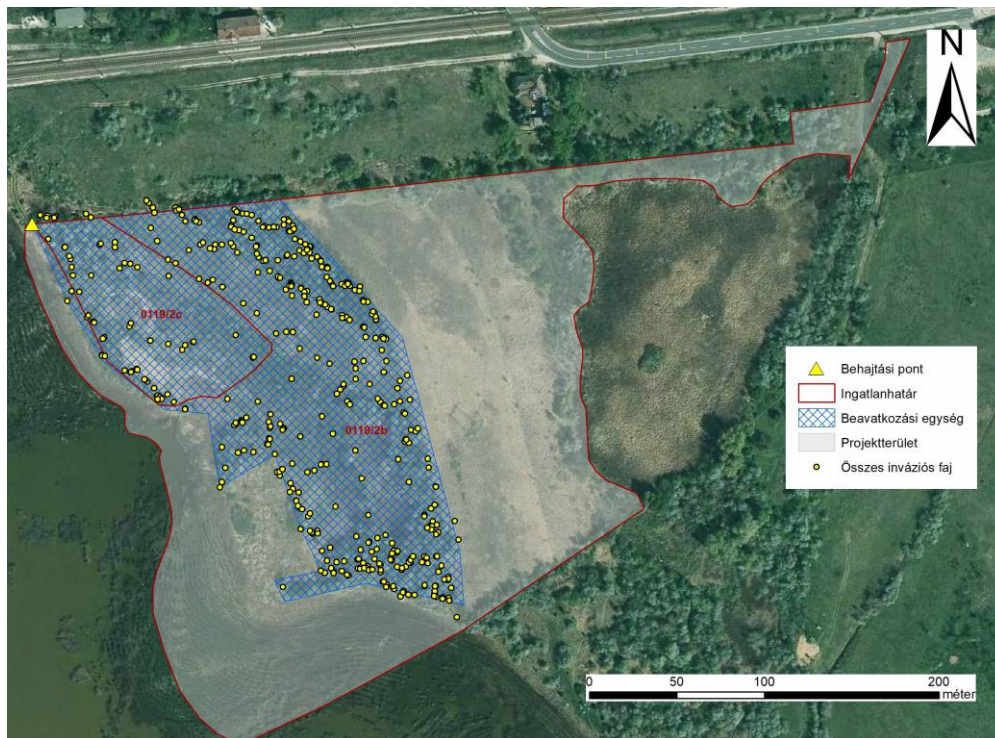 N
0119/2c
0119/2b
Behajtási pont
Ingatlanhatár
Beavatkozási egység
Projektterület
Összes inváziós faj
0 50 100 200
méter